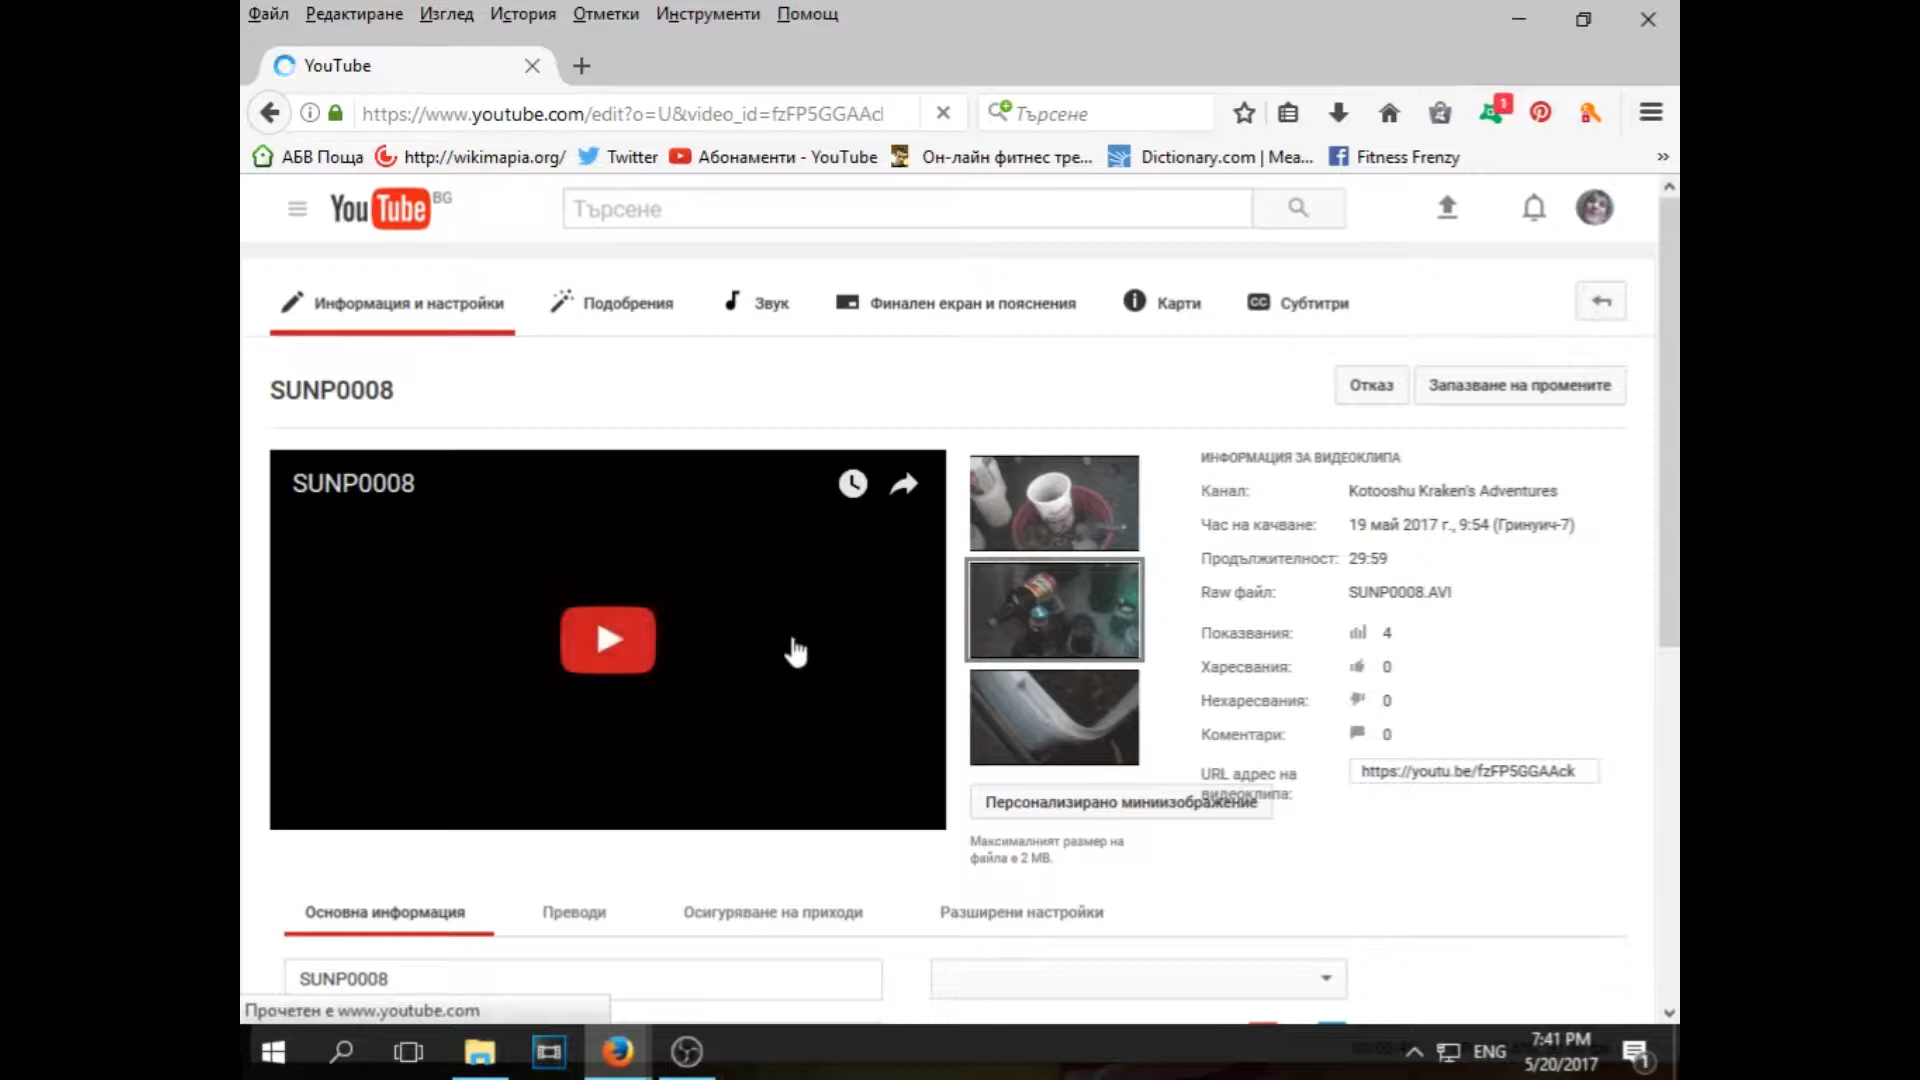 Файл Редактиране Изглед История Отметки Инструменти Помощ
YouTube
https://www.youtube.com/edit?o=U&video_id=fzFP5GGAAcl
Търсене
1
АБВ Поща http://wikimapia.org/ Twitter Абонаменти - YouTube Он-лайн фитнес тре... Dictionary.com | Mea... Fitness Frenzy »
YouTube BG
Търсене
Информация и настройки Подобрения Звук Финален екран и пояснения Карти CC Субтитри
SUNP0008
Отказ Запазване на промените
SUNP0008
ИНФОРМАЦИЯ ЗА ВИДЕОКЛИПА
Канал: Kotooshu Kraken's Adventures
Час на качване: 19 май 2017 г., 9:54 (Гринуич-7)
Продължителност: 29:59
Raw файл: SUNP0008.AVI
Показвания: 4
Харесвания: 0
Нехаресвания: 0
Коментари: 0
URL адрес на видеоклипа: https://youtu.be/fzFP5GGAAck
Персонализирано миниизображение
Максималният размер на
файла е 2 MB.
Основна информация Преводи Осигуряване на приходи Разширени настройки
SUNP0008
Прочетен е www.youtube.com
ENG
7:41 PM
5/20/2017
1